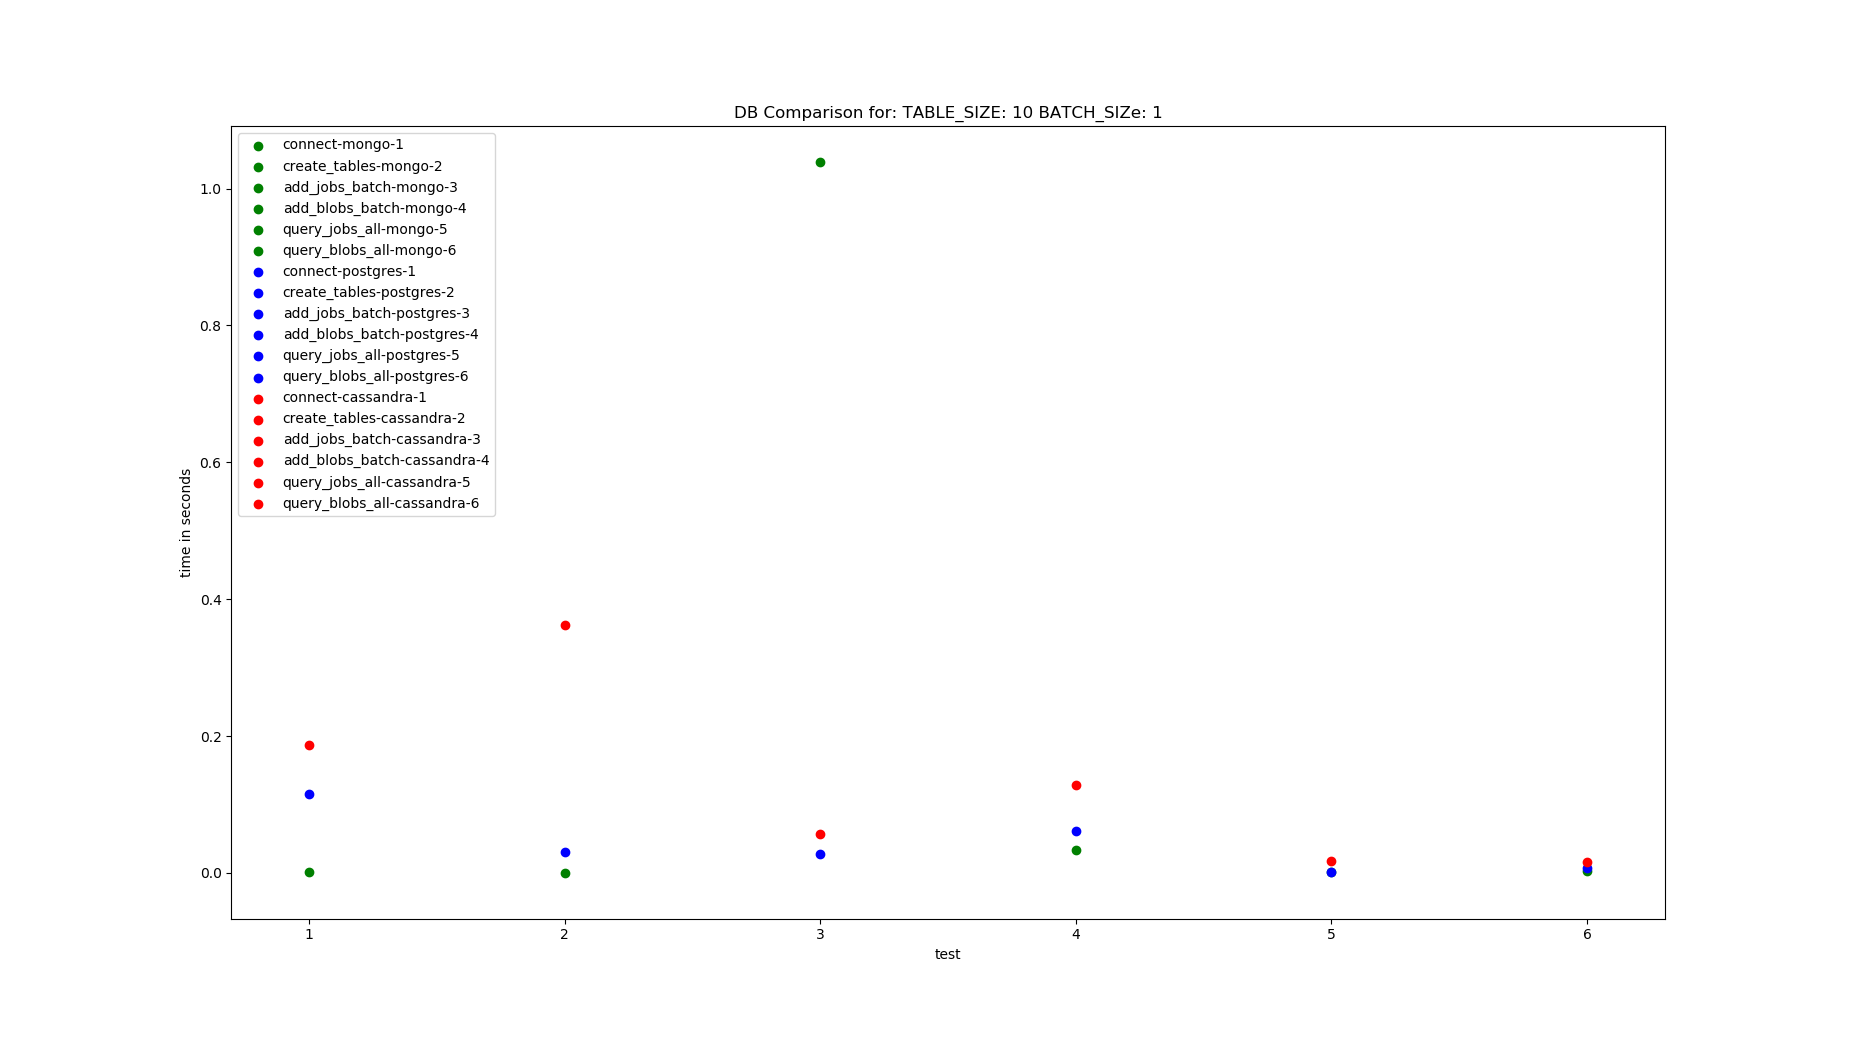 DB Comparison for: TABLE_SIZE: 10 BATCH_SIZe: 1
connect-mongo-1
create_tables-mongo-2
add_jobs_batch-mongo-3
add_blobs_batch-mongo-4
query_jobs_all-mongo-5
query_blobs_all-mongo-6
connect-postgres-1
create_tables-postgres-2
add_jobs_batch-postgres-3
add_blobs_batch-postgres-4
query_jobs_all-postgres-5
query_blobs_all-postgres-6
connect-cassandra-1
create_tables-cassandra-2
add_jobs_batch-cassandra-3
add_blobs_batch-cassandra-4
query_jobs_all-cassandra-5
query_blobs_all-cassandra-6
time in seconds
1.0
0.8
0.6
0.4
0.2
0.0
1 2 3 4 5 6
test